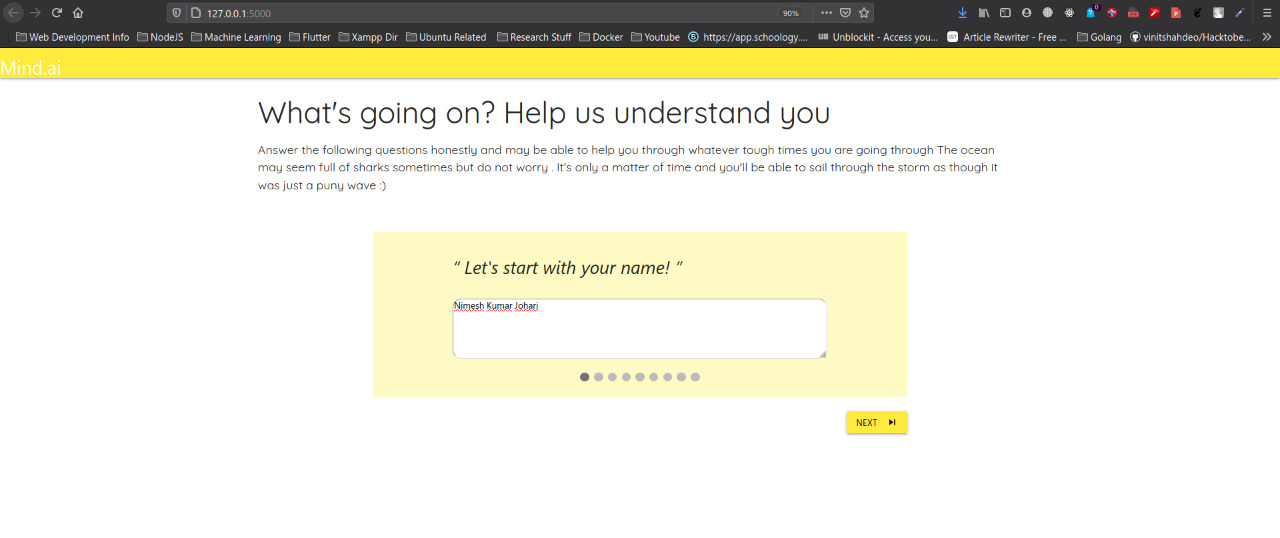 127.0.0.1:5000
90%
0
Web Development Info NodeJS Machine Learning Flutter Xampp Dir Ubuntu Related Research Stuff Docker Youtube https://app.schoology.... Unblockit - Access you... Article Rewriter - Free ... Golang vinitshahdeo/Hacktobe...
Mind.ai
What's going on? Help us understand you
Answer the following questions honestly and may be able to help you through whatever tough times you are going through The ocean
may seem full of sharks sometimes but do not worry . It's only a matter of time and you'll be able to sail through the storm as though it
was just a puny wave :)
“ Let's start with your name! ”
Nimesh Kumar Johari
NEXT